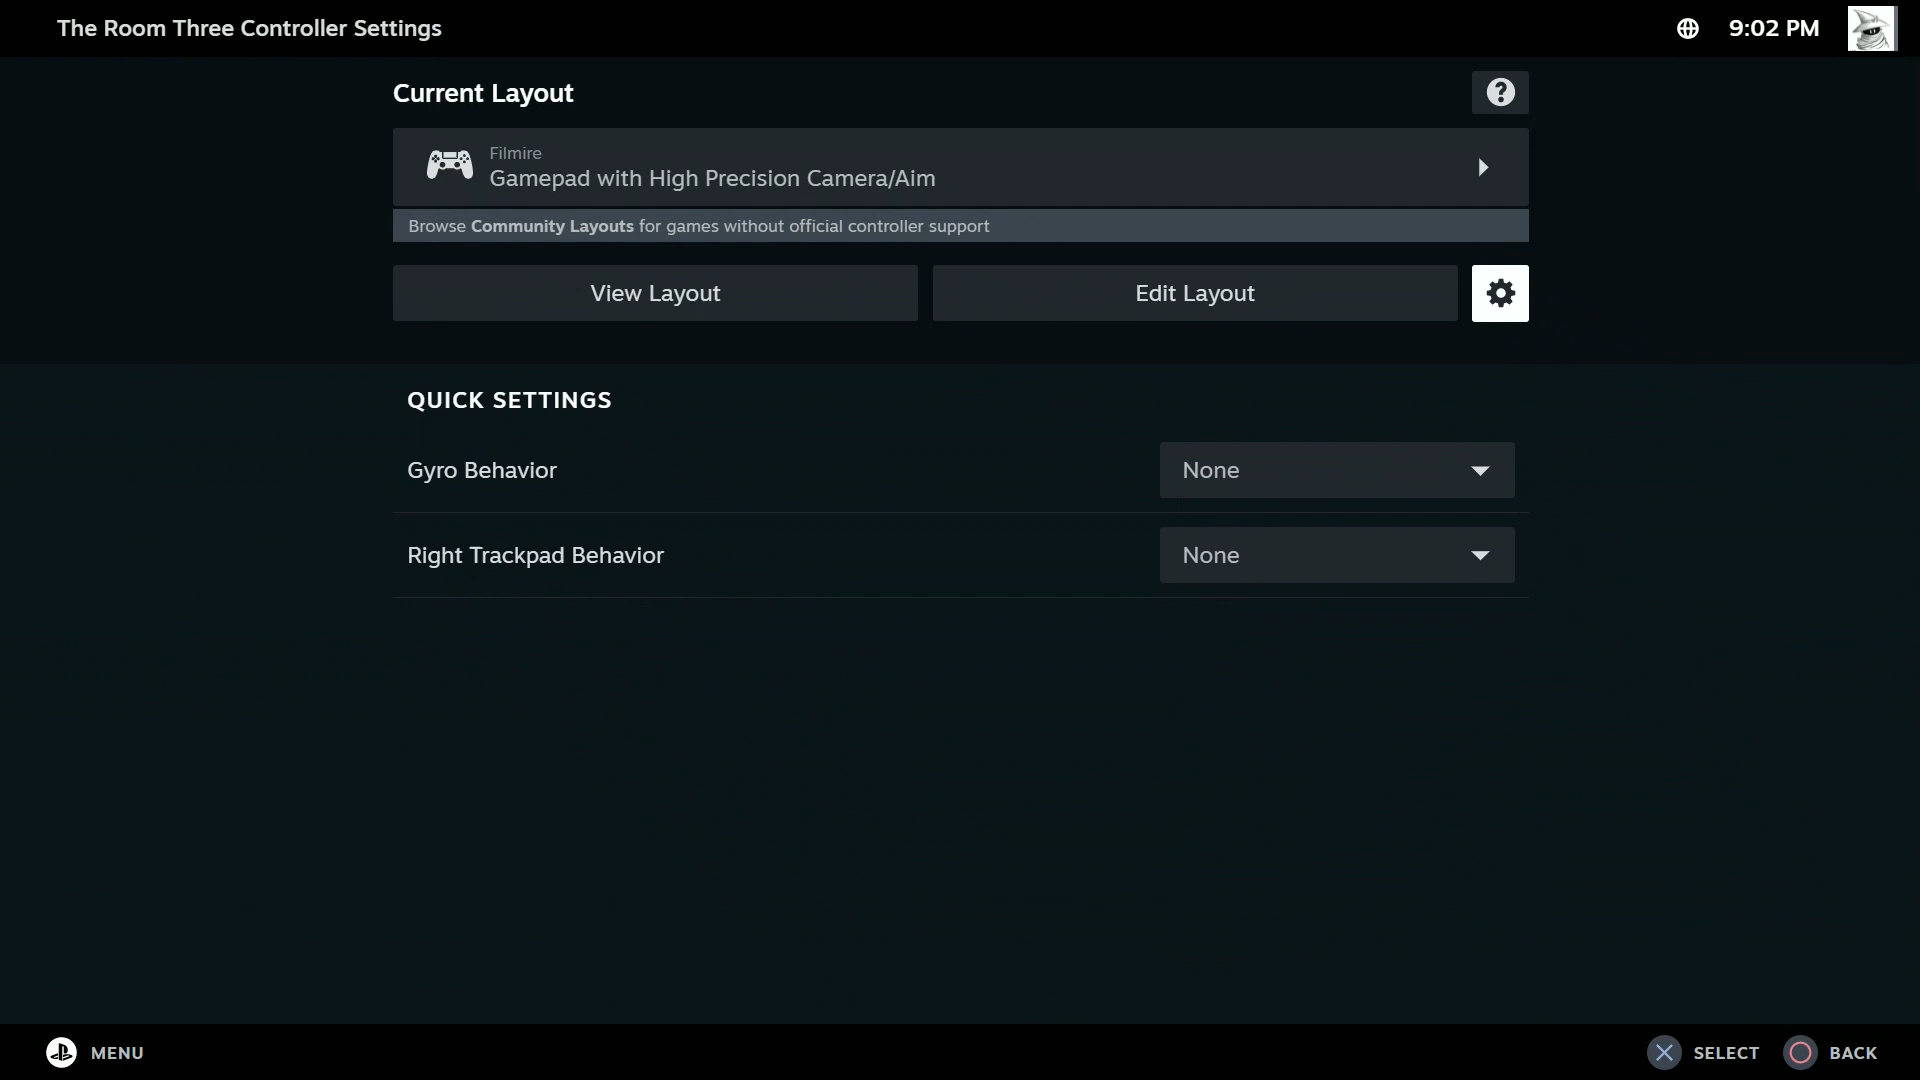 The Room Three Controller Settings
9:02 PM
Current Layout
Filmire
Gamepad with High Precision Camera/Aim
Browse Community Layouts for games without official controller support
View Layout
Edit Layout
QUICK SETTINGS
Gyro Behavior
None
Right Trackpad Behavior
None
MENU
SELECT
BACK